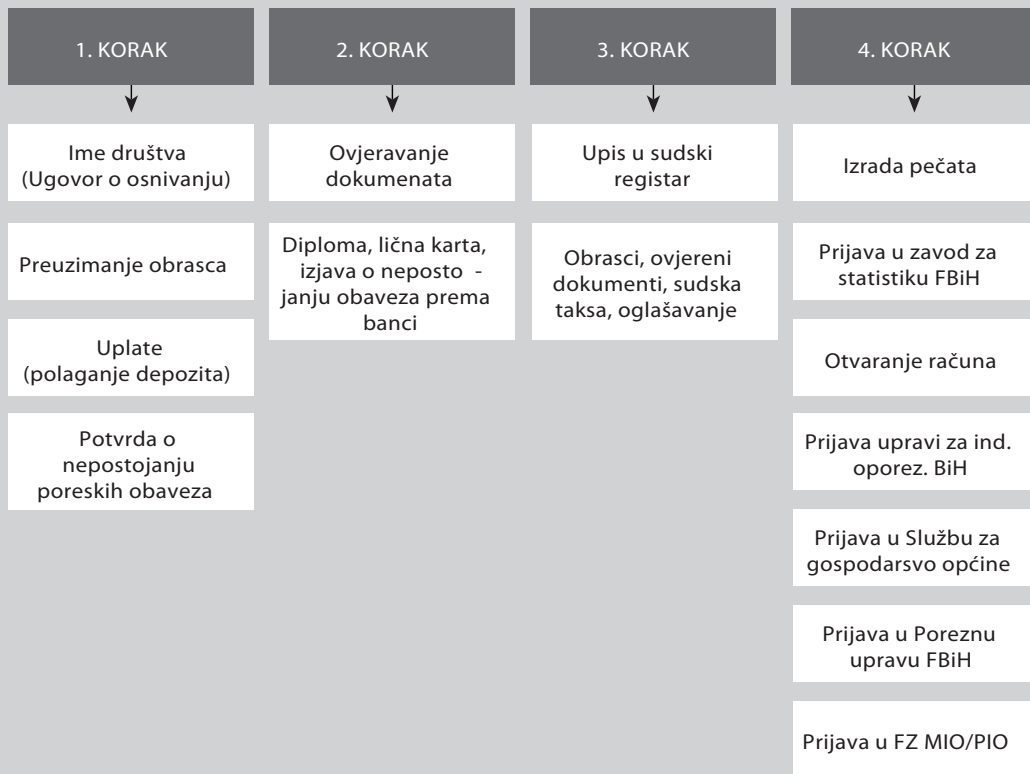 1. KORAK
Ime društva
(Ugovor o osnivanju)
Preuzimanje obrasca
Uplate
(polaganje depozita)
Potvrda o
nepostojanju
poreskih obaveza
2. KORAK
Ovjeravanje
dokumenata
Diploma, lična karta,
izjava o neposto -
janju obaveza prema
banci
3. KORAK
Upis u sudski
registar
Obrasci, ovjereni
dokumenti, sudska
taksa, oglašavanje
4. KORAK
Izrada pečata
Prijava u zavod za
statistiku FBiH
Otvaranje računa
Prijava upravi za ind.
oporez. BiH
Prijava u Službu za
gospodarsvo općine
Prijava u Poreznu
upravu FBiH
Prijava u FZ MIO/PIO